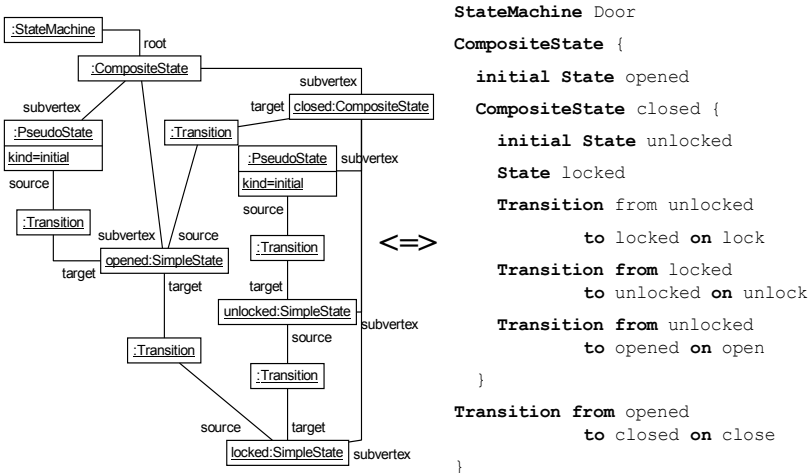 :StateMachine
root
:CompositeState
subvertex
target
closed:CompositeState
subvertex
:PseudoState
kind=initial
:Transition
:PseudoState
kind=initial
subvertex
source
source
:Transition
:Transition
subvertex
source
opened:SimpleState
target
target
target
unlocked:SimpleState
source
subvertex
:Transition
:Transition
source
target
locked:SimpleState
subvertex
<=>
StateMachine Door
CompositeState {
initial State opened
CompositeState closed {
initial State unlocked
State locked
Transition from unlocked
to locked on lock
Transition from locked
to unlocked on unlock
Transition from unlocked
to opened on open
}
Transition from opened
to closed on close
}